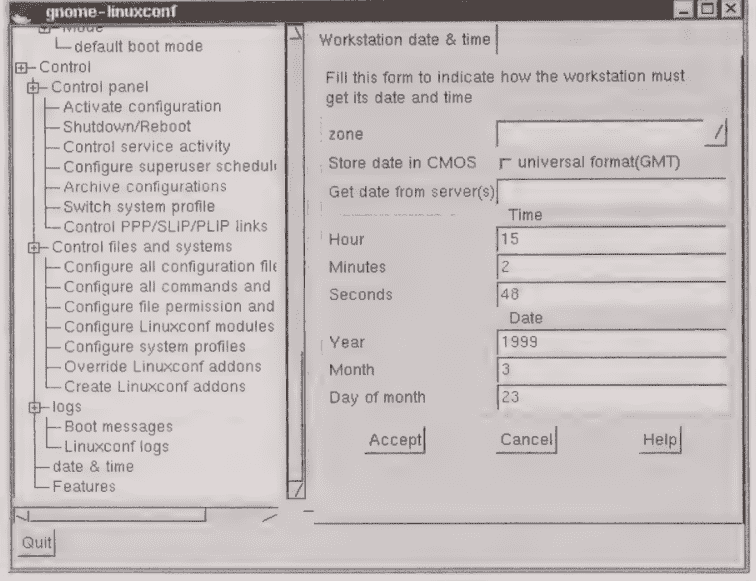 gnome-linuxconf
Mode
default boot mode
Control
Control panel
Activate configuration
Shutdown/Reboot
Control service activity
Configure superuser schedul
Archive configurations
Switch system profile
Control PPP/SLIP/PLIP links
Control files and systems
Configure all configuration file
Configure all commands and
Configure file permission and
Configure Linuxconf modules
Configure system profiles
Override Linuxconf addons
Create Linuxconf addons
logs
Boot messages
Linuxconf logs
date & time
Features
Quit
Workstation date & time
Fill this form to indicate how the workstation must
get its date and time
zone
Store date in CMOS universal format(GMT)
Get date from server(s)
Time
Hour 15
Minutes 2
Seconds 48
Date
Year 1999
Month 3
Day of month 23
Accept Cancel Help